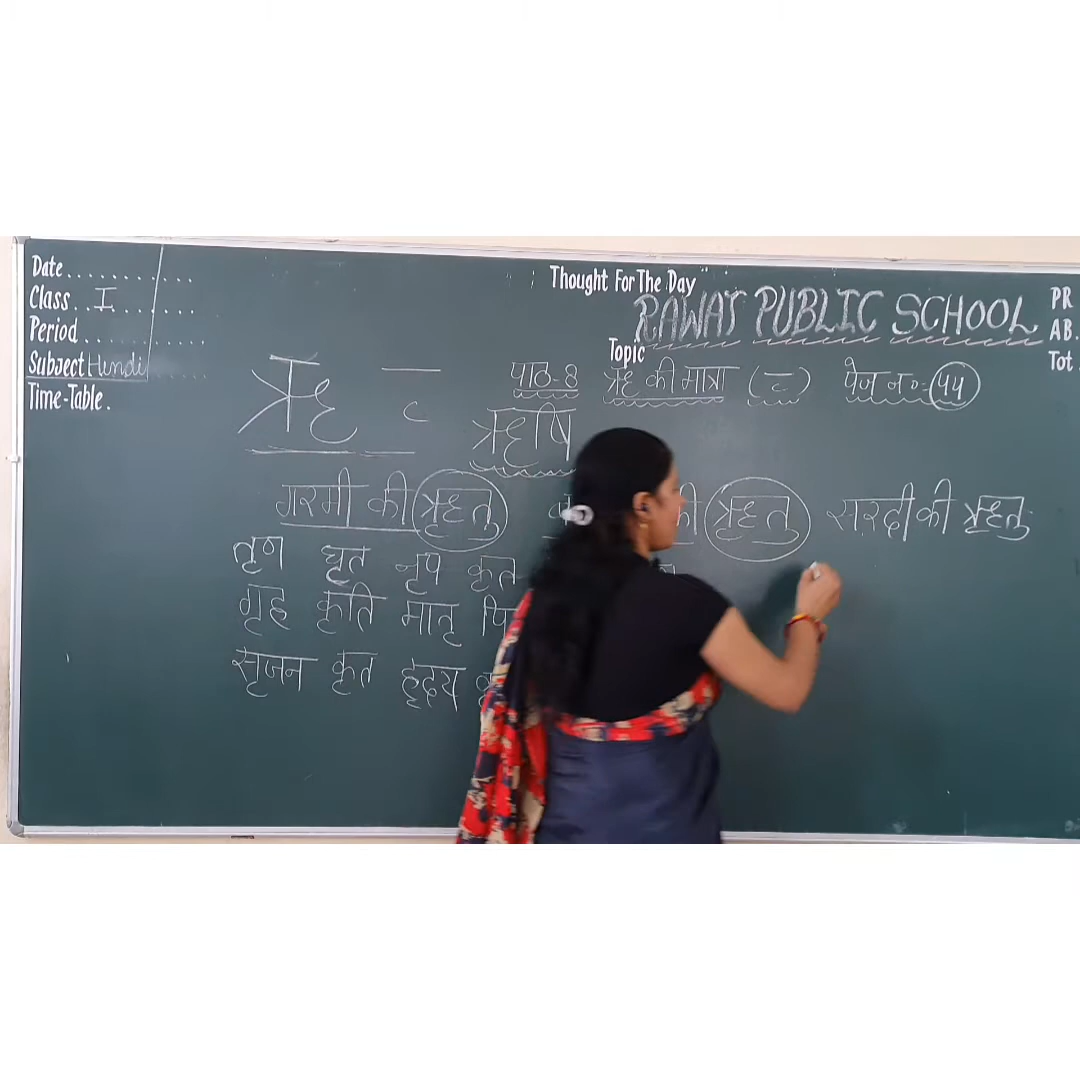 Date
Class I
Period
Subject Hindi
Time-Table.
Thought For The Day
RAWAT PUBLIC SCHOOL
PR
AB.
Tot
Topic
पाठ-8 ऋ की मात्रा (ृ) पेज नं०- ५५
ऋ ृ
ऋषि
गरमी की ऋतु की ऋतु सरदी की ऋतु
तृण घृत नृप कृत
गृह कृति मातृ
सृजन कृत हृदय